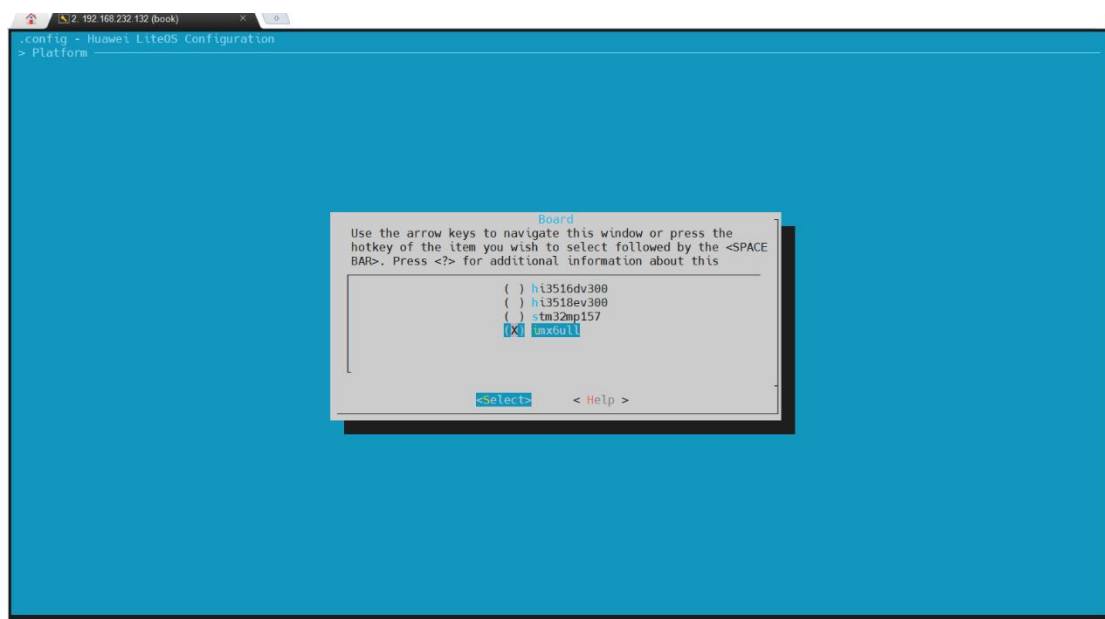 2. 192.168.232.132 (book)
.config - Huawei LiteOS Configuration
> Platform
Board
Use the arrow keys to navigate this window or press the
hotkey of the item you wish to select followed by the <SPACE
BAR>. Press <?> for additional information about this
( ) hi3516dv300
( ) hi3518ev300
( ) stm32mp157
(X) imx6ull
<Select> < Help >